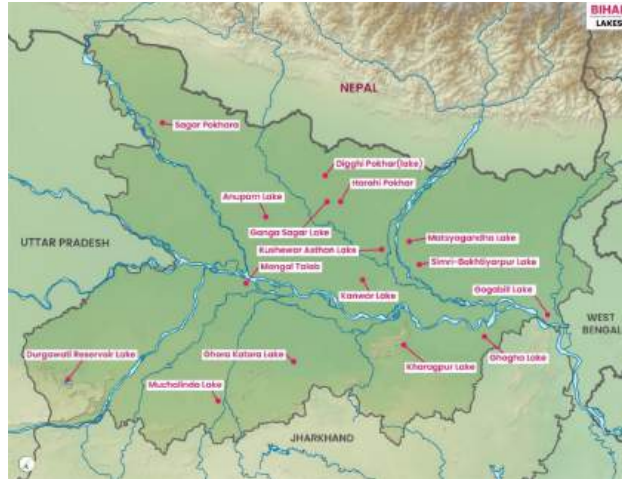 BIHAR
LAKES
NEPAL
Sagar Pokhara
Digghi Pokhar(lake)
Harahi Pokhar
Anupam Lake
Ganga Sagar Lake
Matsyagandha Lake
UTTAR PRADESH
Kushewar Asthan Lake
Simri-Bakhtiyarpur Lake
Mangal Talab
Kanwar Lake
Gogabill Lake
WEST
BENGAL
Durgawati Reservoir Lake
Ghora Katora Lake
Ghogha Lake
Kharagpur Lake
Muchalinda Lake
JHARKHAND